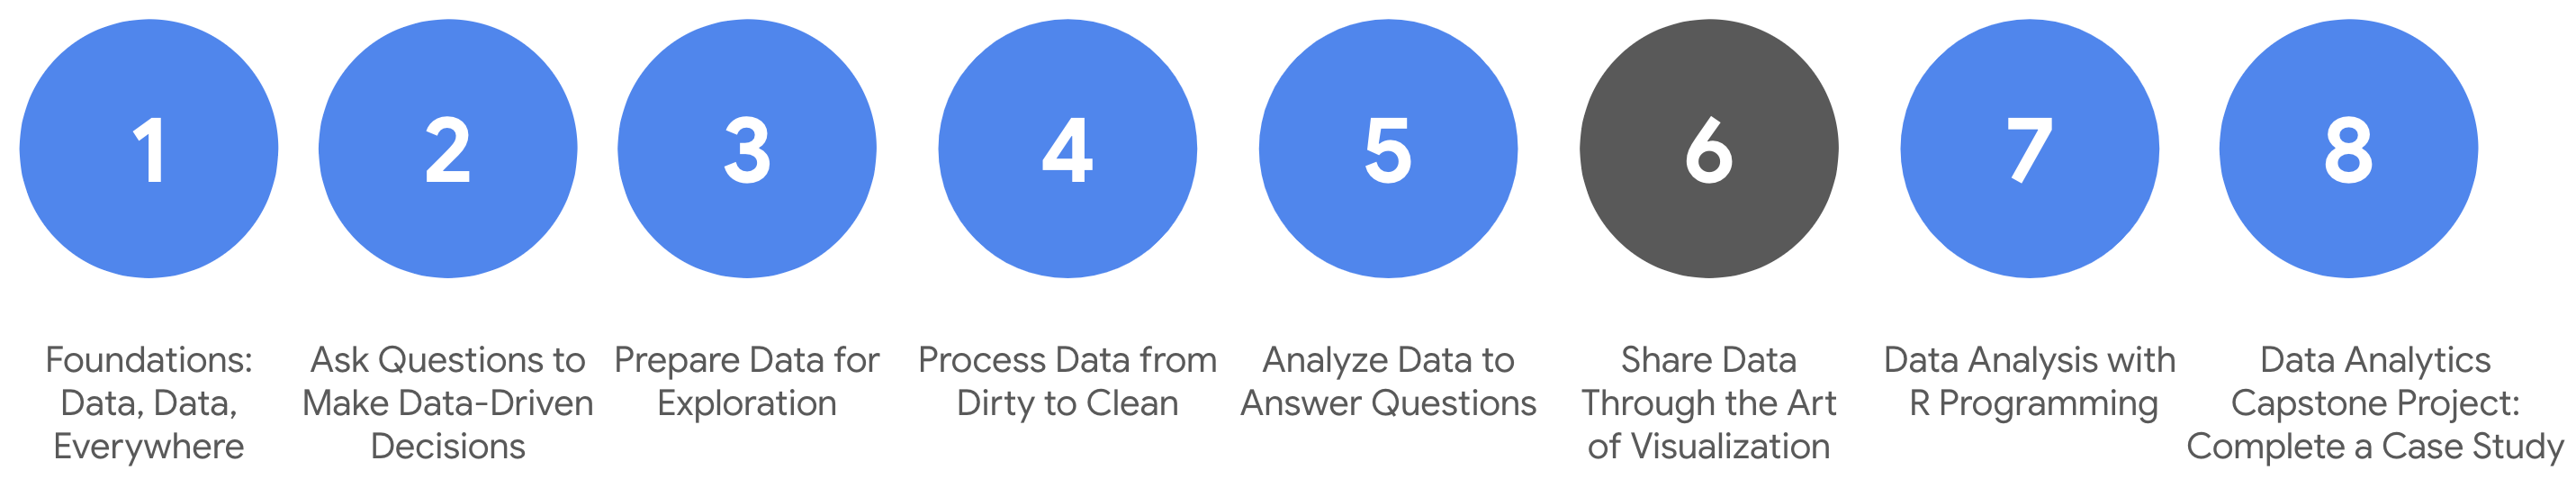 1
2
3
4
5
6
7
8
Foundations:
Data, Data,
Everywhere
Ask Questions to
Make Data-Driven
Decisions
Prepare Data for
Exploration
Process Data from
Dirty to Clean
Analyze Data to
Answer Questions
Share Data
Through the Art
of Visualization
Data Analysis with
R Programming
Data Analytics
Capstone Project:
Complete a Case Study